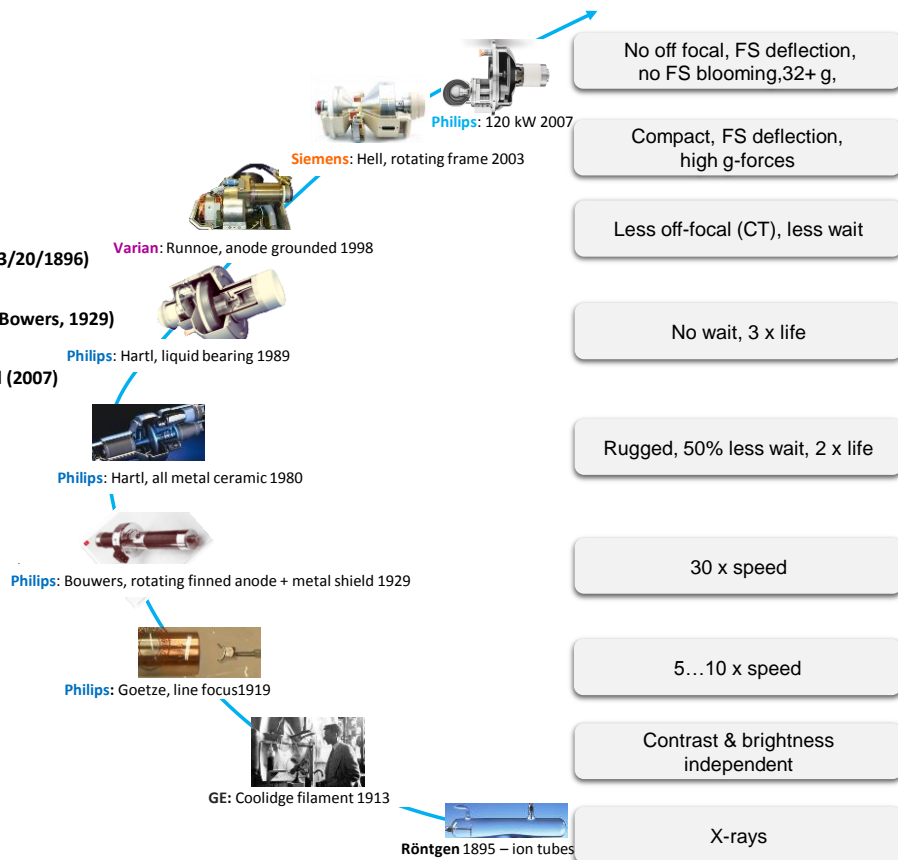 No off focal, FS deflection,
no FS blooming,32+ g,
Philips: 120 kW 2007
Compact, FS deflection,
high g-forces
Siemens: Hell, rotating frame 2003
Less off-focal (CT), less wait
Varian: Runnoe, anode grounded 1998
3/20/1896)
Bowers, 1929)
No wait, 3 x life
Philips: Hartl, liquid bearing 1989
(2007)
Rugged, 50% less wait, 2 x life
Philips: Hartl, all metal ceramic 1980
30 x speed
Philips: Bouwers, rotating finned anode + metal shield 1929
5…10 x speed
Philips: Goetze, line focus1919
Contrast & brightness
independent
GE: Coolidge filament 1913
X-rays
Röntgen 1895 – ion tubes